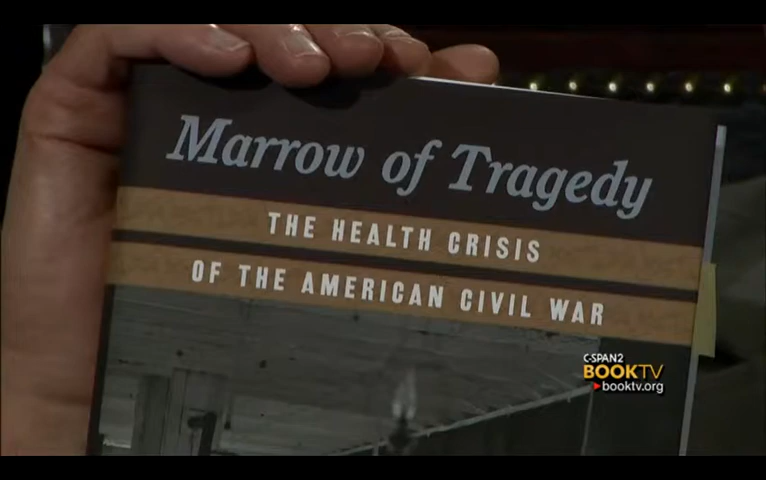 Marrow of Tragedy
THE HEALTH CRISIS
OF THE AMERICAN CIVIL WAR
C-SPAN2
BOOKTV
booktv.org